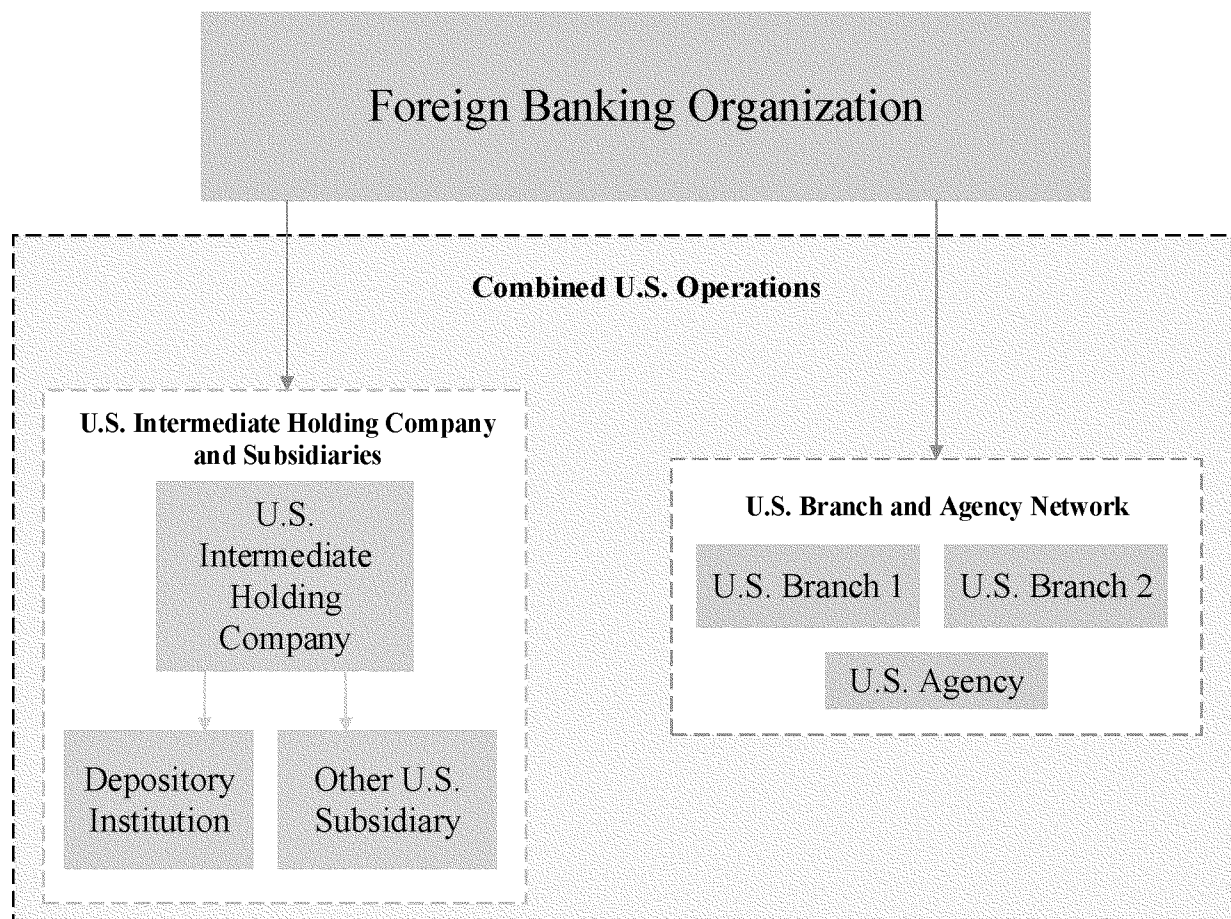 Foreign Banking Organization
Combined U.S. Operations
U.S. Intermediate Holding Company
and Subsidiaries
U.S.
Intermediate
Holding
Company
Depository
Institution
Other U.S.
Subsidiary
U.S. Branch and Agency Network
U.S. Branch 1
U.S. Branch 2
U.S. Agency